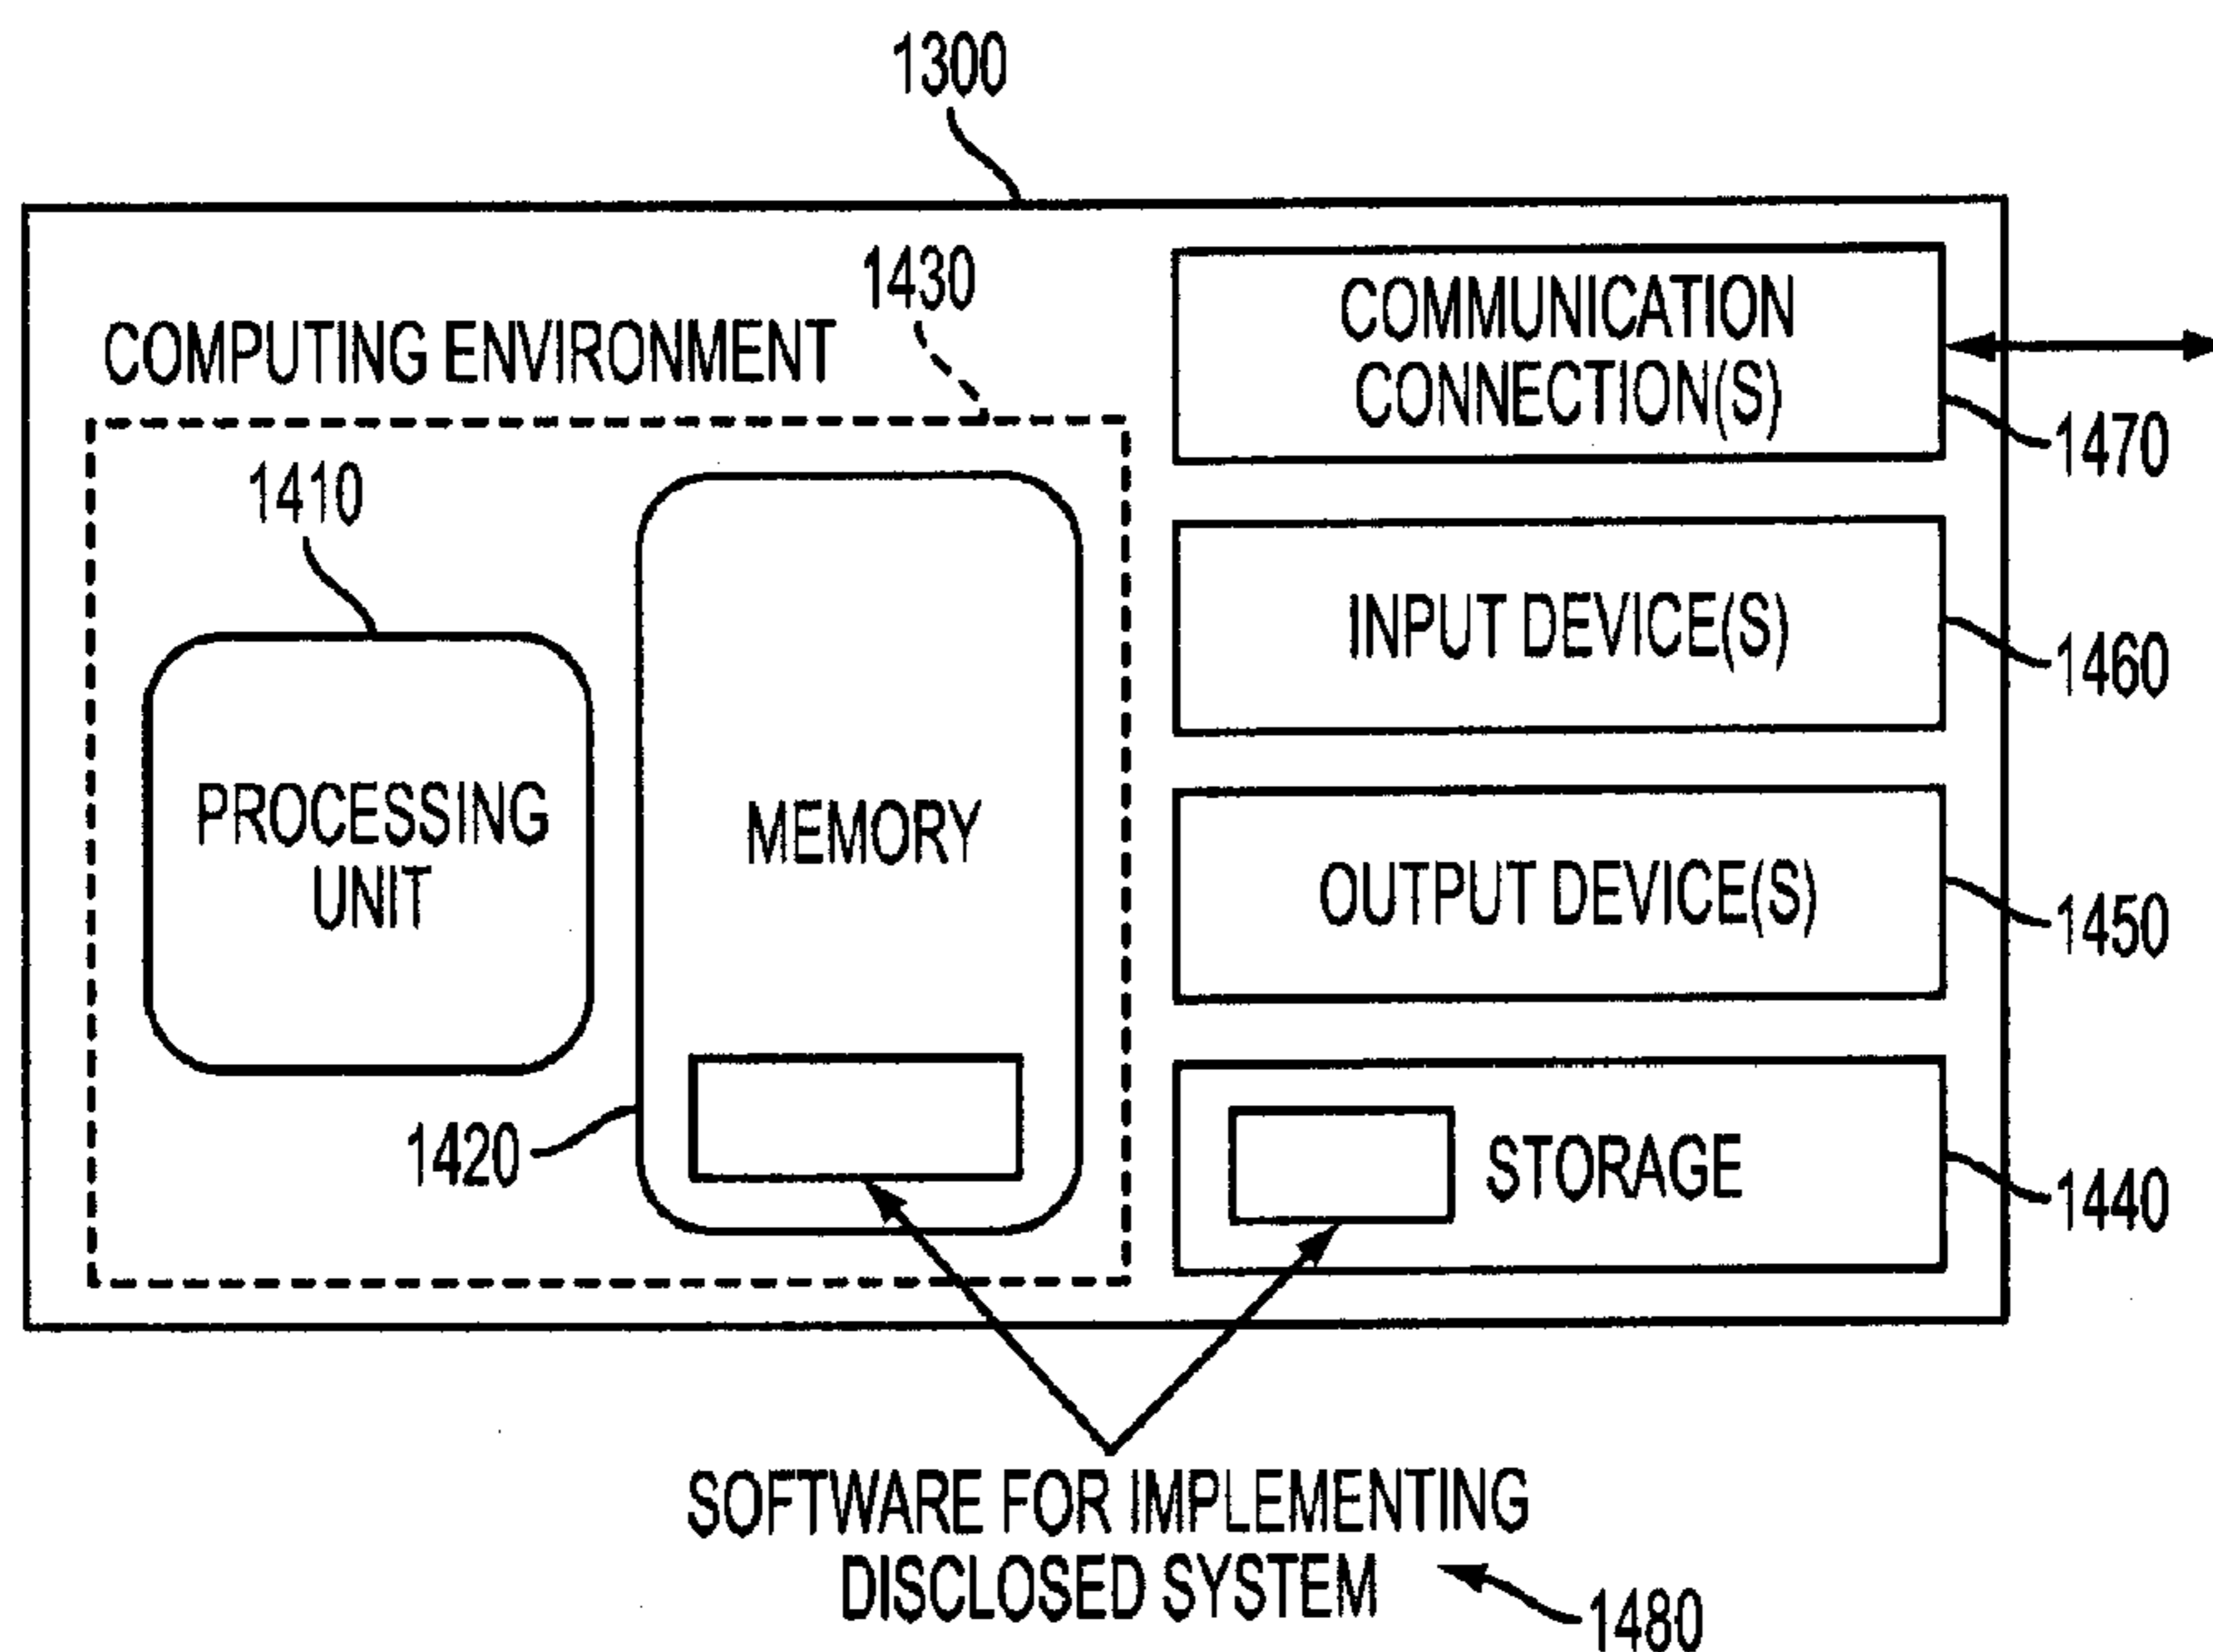 1300
COMPUTING ENVIRONMENT
1430
1410
PROCESSING
UNIT
MEMORY
1420
COMMUNICATION
CONNECTION(S)
1470
INPUT DEVICE(S)
1460
OUTPUT DEVICE(S)
1450
STORAGE
1440
SOFTWARE FOR IMPLEMENTING
DISCLOSED SYSTEM
1480